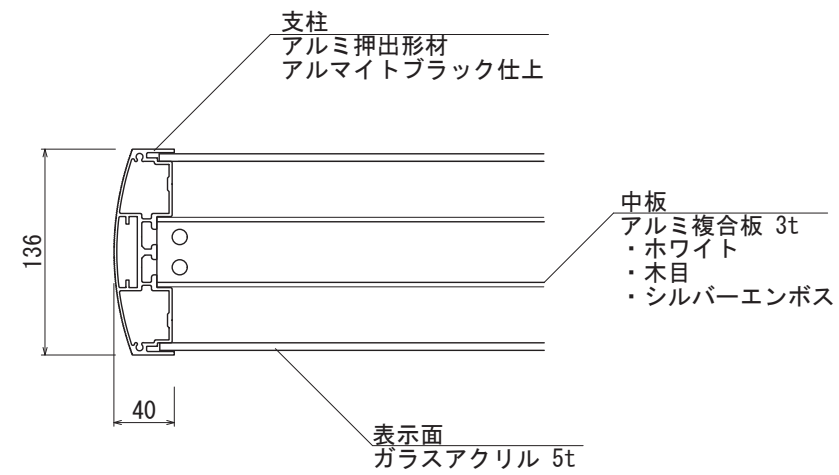 支柱
アルミ押出形材
アルマイトブラック仕上
136
中板
アルミ複合板 3t
・ホワイト
・木目
・シルバーエンボス
40
表示面
ガラスアクリル 5t